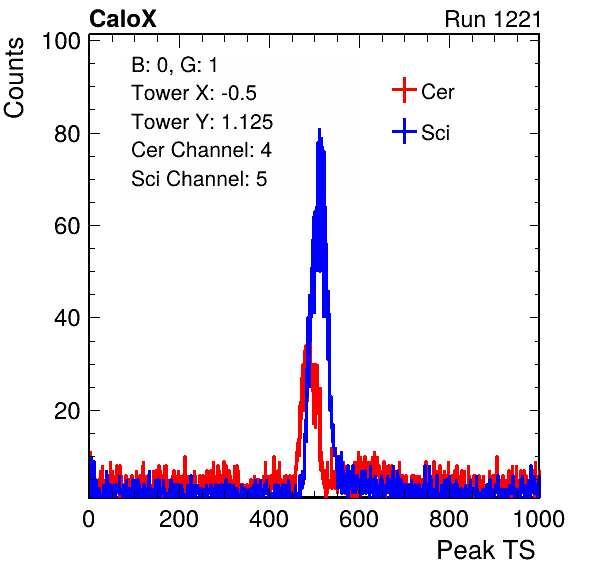 CaloX Run 1221
Counts
100
80
60
40
20
B: 0, G: 1
Tower X: -0.5
Tower Y: 1.125
Cer Channel: 4
Sci Channel: 5
Cer
Sci
0 200 400 600 800 1000
Peak TS